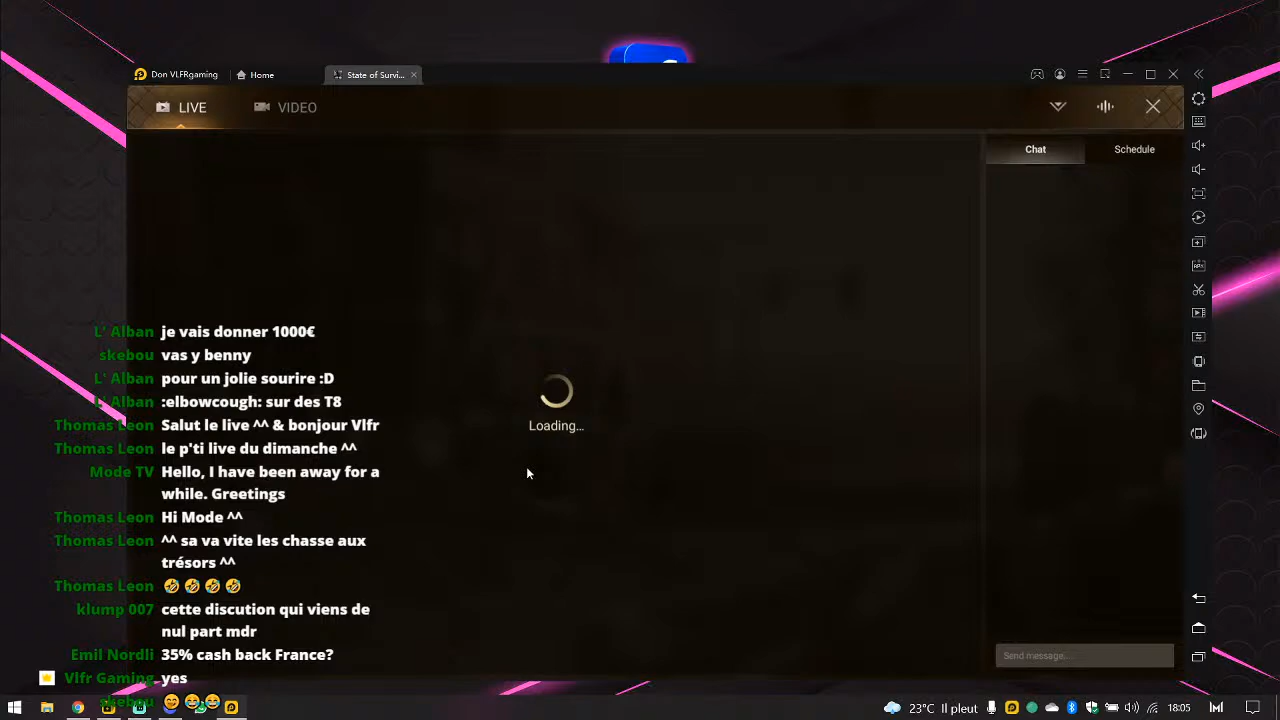 Don VLFRgaming
Home
State of Survi...
LIVE
VIDEO
Chat
Schedule
Loading...
L' Alban je vais donner 1000€
skebou vas y benny
L' Alban pour un jolie sourire :D
L' Alban :elbowcough: sur des T8
Thomas Leon Salut le live ^^ & bonjour Vlfr
Thomas Leon le p'ti live du dimanche ^^
Mode TV Hello, I have been away for a
while. Greetings
Thomas Leon Hi Mode ^^
Thomas Leon ^^ sa va vite les chasse aux
trésors ^^
Thomas Leon 🤣 🤣 🤣 🤣
klump 007 cette discution qui viens de
nul part mdr
Emil Nordli 35% cash back France?
Vlfr Gaming yes
skebou 😊 😂😂
Send message...
23°C Il pleut
18:05